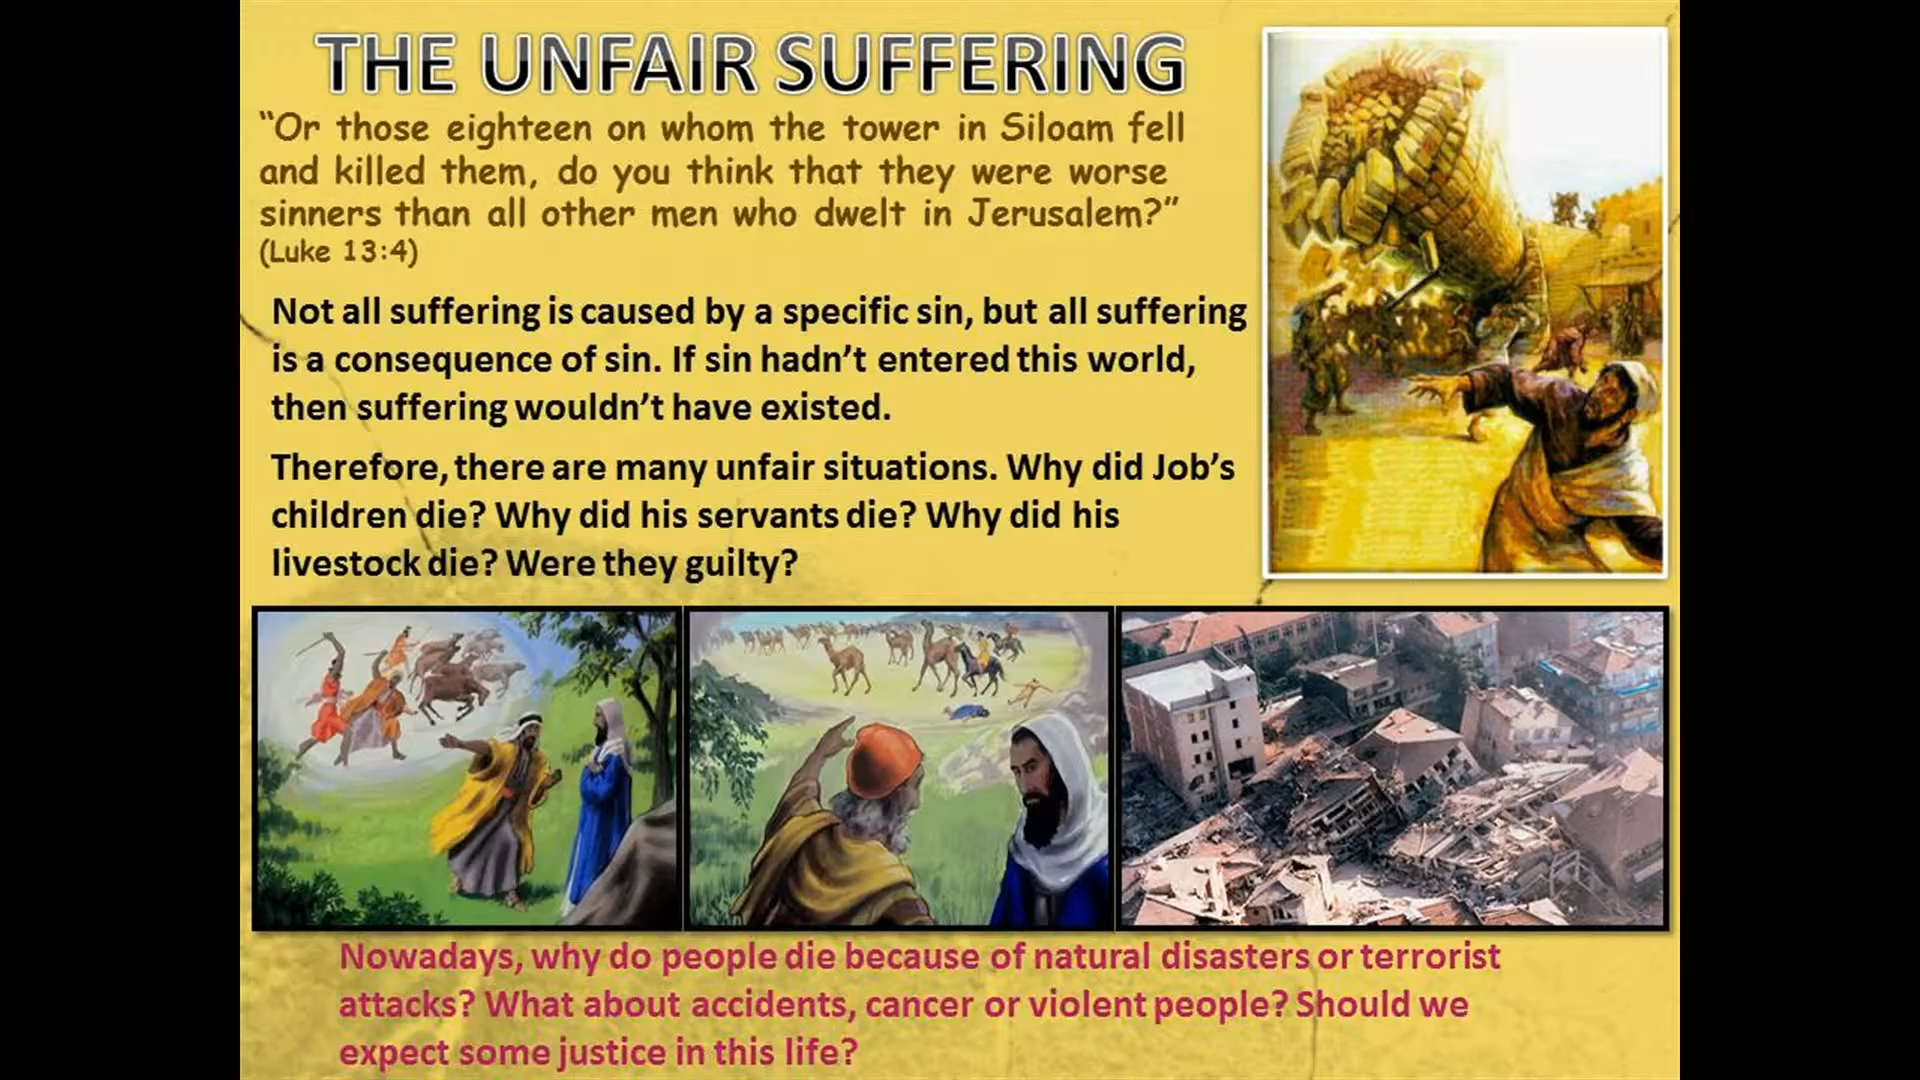 THE UNFAIR SUFFERING
“Or those eighteen on whom the tower in Siloam fell
and killed them, do you think that they were worse
sinners than all other men who dwelt in Jerusalem?”
(Luke 13:4)
Not all suffering is caused by a specific sin, but all suffering
is a consequence of sin. If sin hadn’t entered this world,
then suffering wouldn’t have existed.
Therefore, there are many unfair situations. Why did Job’s
children die? Why did his servants die? Why did his
livestock die? Were they guilty?
Nowadays, why do people die because of natural disasters or terrorist
attacks? What about accidents, cancer or violent people? Should we
expect some justice in this life?